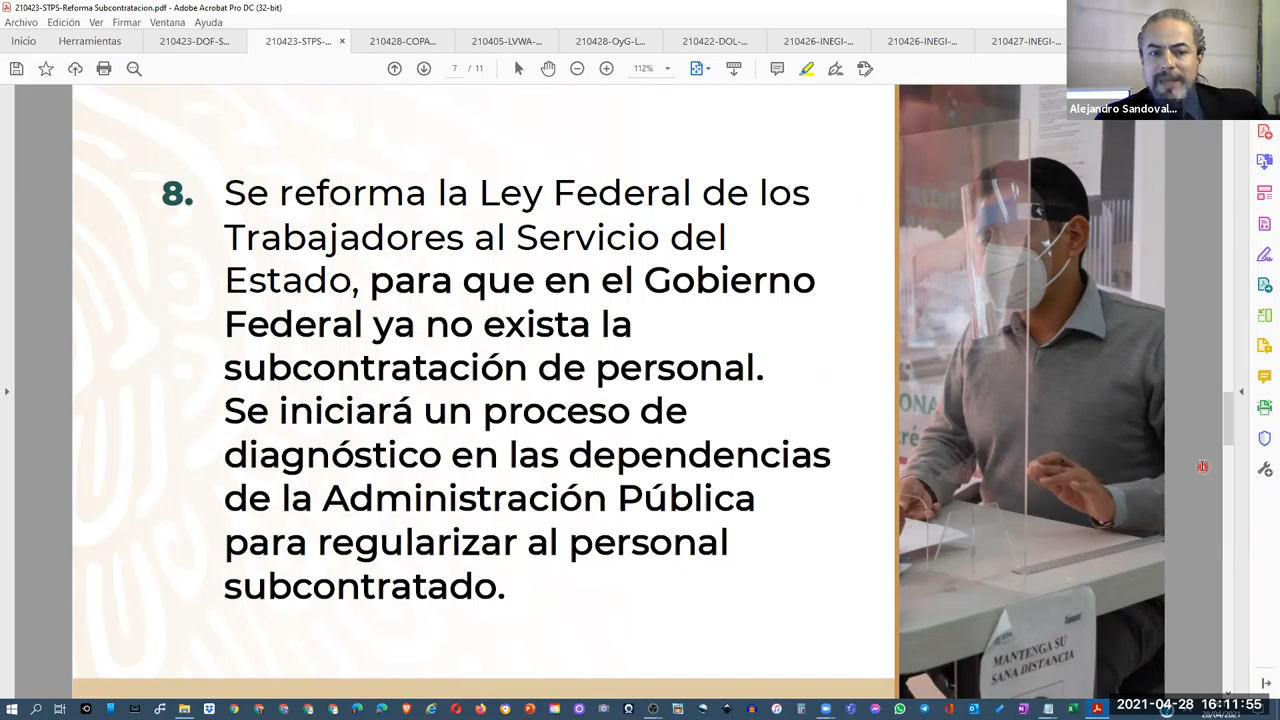 210423-STPS-Reforma Subcontratacion.pdf - Adobe Acrobat Pro DC (32-bit)
Archivo Edición Ver Firmar Ventana Ayuda
Inicio Herramientas 210423-DOF-S... 210423-STPS-... × 210428-COPA... 210405-LVWA-... 210428-OyG-L... 210422-DOL-... 210426-INEGI-... 210426-INEGI-... 210427-INEGI-...
7 / 11 112%
Alejandro Sandoval...
8. Se reforma la Ley Federal de los
Trabajadores al Servicio del
Estado, para que en el Gobierno
Federal ya no exista la
subcontratación de personal.
Se iniciará un proceso de
diagnóstico en las dependencias
de la Administración Pública
para regularizar al personal
subcontratado.
MANTENGA SU
SANA DISTANCIA
2021-04-28 16:11:55
28/04/2021